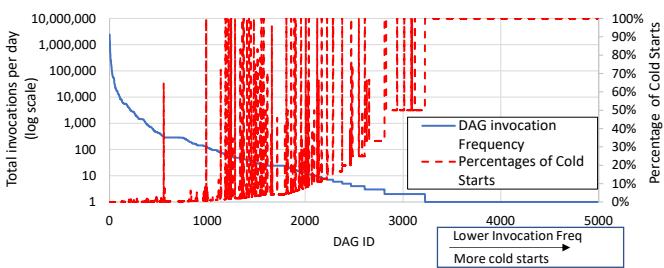 Total invocations per day
(log scale)
10,000,000
1,000,000
100,000
10,000
1,000
100
10
1
0
1000
2000
3000
4000
5000
DAG ID
100%
90%
80%
70%
60%
50%
40%
30%
20%
10%
0%
Percentage of Cold Starts
DAG invocation
Frequency
Percentages of Cold
Starts
Lower Invocation Freq
More cold starts